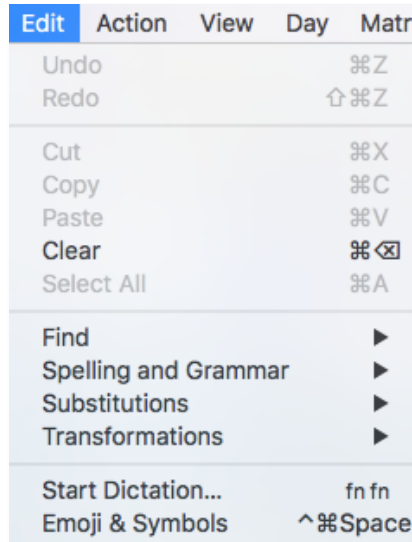 Edit Action View Day Matr
Undo ⌘Z
Redo ⇧⌘Z
Cut ⌘X
Copy ⌘C
Paste ⌘V
Clear ⌘⌫
Select All ⌘A
Find ▶
Spelling and Grammar ▶
Substitutions ▶
Transformations ▶
Start Dictation... fn fn
Emoji & Symbols ^⌘Space